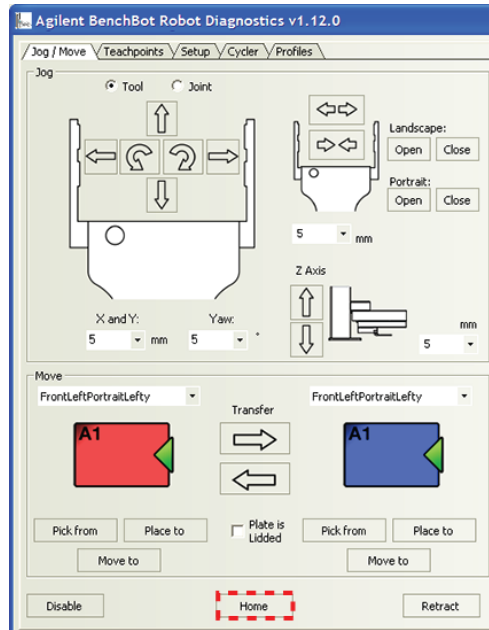 Agilent BenchBot Robot Diagnostics v1.12.0
Jog / Move Teachpoints Setup Cycler Profiles
Jog
Tool Joint
Landscape:
Open Close
Portrait:
Open Close
5 mm
Z Axis
X and Y: Yaw:
5 mm 5 °
mm
5
Move
FrontLeftPortraitLefty FrontLeftPortraitLefty
Transfer
A1 A1
Pick from Place to Plate is Lidded Pick from Place to
Move to Move to
Disable Home Retract